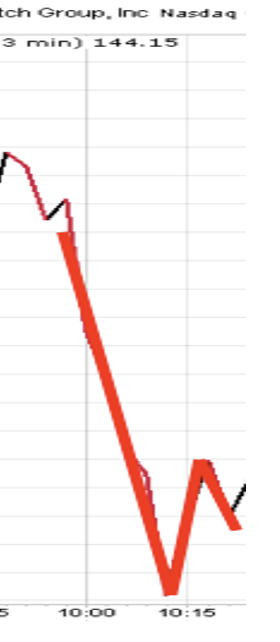 tch Group, Inc Nasdaq
3 min) 144.15
5 10:00 10:15